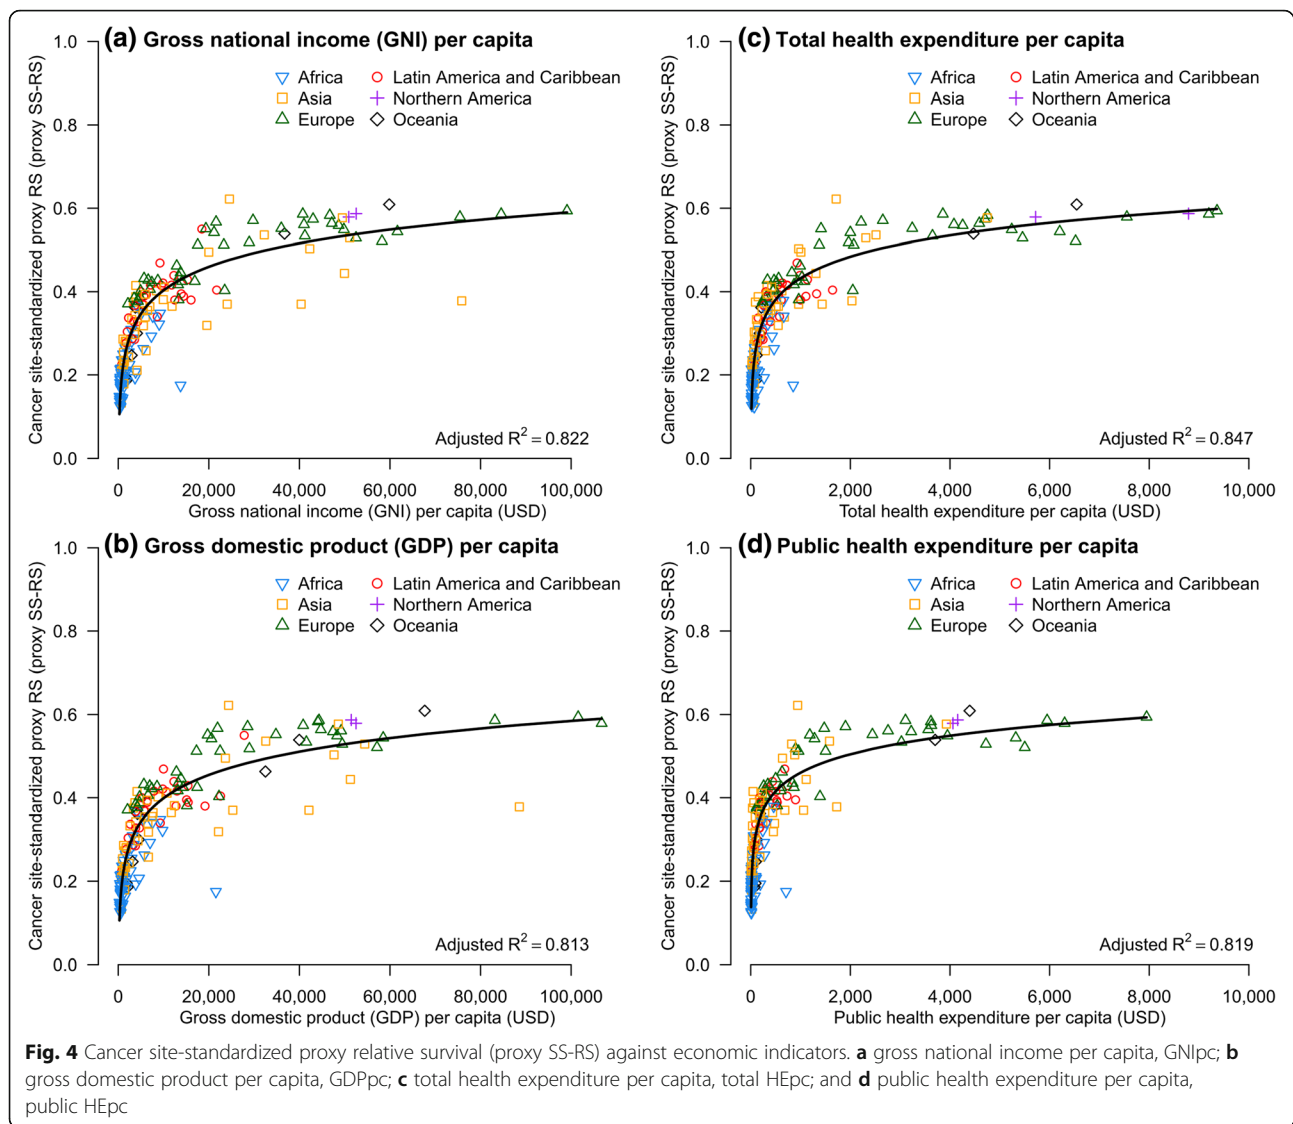 (a) Gross national income (GNI) per capita
Cancer site-standardized proxy RS (proxy SS-RS)
1.0
0.8
0.6
0.4
0.2
0.0
Africa
Asia
Europe
Latin America and Caribbean
Northern America
Oceania
Adjusted R² = 0.822
0 20,000 40,000 60,000 80,000 100,000
Gross national income (GNI) per capita (USD)
(c) Total health expenditure per capita
Cancer site-standardized proxy RS (proxy SS-RS)
1.0
0.8
0.6
0.4
0.2
0.0
Africa
Asia
Europe
Latin America and Caribbean
Northern America
Oceania
Adjusted R² = 0.847
0 2,000 4,000 6,000 8,000 10,000
Total health expenditure per capita (USD)
(b) Gross domestic product (GDP) per capita
Cancer site-standardized proxy RS (proxy SS-RS)
1.0
0.8
0.6
0.4
0.2
0.0
Africa
Asia
Europe
Latin America and Caribbean
Northern America
Oceania
Adjusted R² = 0.813
0 20,000 40,000 60,000 80,000 100,000
Gross domestic product (GDP) per capita (USD)
(d) Public health expenditure per capita
Cancer site-standardized proxy RS (proxy SS-RS)
1.0
0.8
0.6
0.4
0.2
0.0
Africa
Asia
Europe
Latin America and Caribbean
Northern America
Oceania
Adjusted R² = 0.819
0 2,000 4,000 6,000 8,000 10,000
Public health expenditure per capita (USD)
Fig. 4 Cancer site-standardized proxy relative survival (proxy SS-RS) against economic indicators. a gross national income per capita, GNIpc; b
gross domestic product per capita, GDPpc; c total health expenditure per capita, total HEpc; and d public health expenditure per capita,
public HEpc